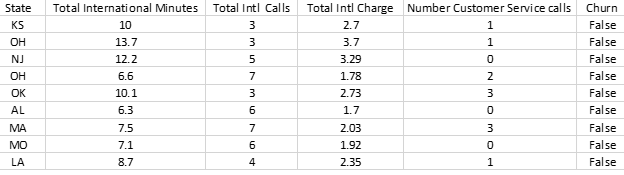 State Total International Minutes Total Intl Calls Total Intl Charge Number Customer Service calls Churn
KS 10 3 2.7 1 False
OH 13.7 3 3.7 1 False
NJ 12.2 5 3.29 0 False
OH 6.6 7 1.78 2 False
OK 10.1 3 2.73 3 False
AL 6.3 6 1.7 0 False
MA 7.5 7 2.03 3 False
MO 7.1 6 1.92 0 False
LA 8.7 4 2.35 1 False